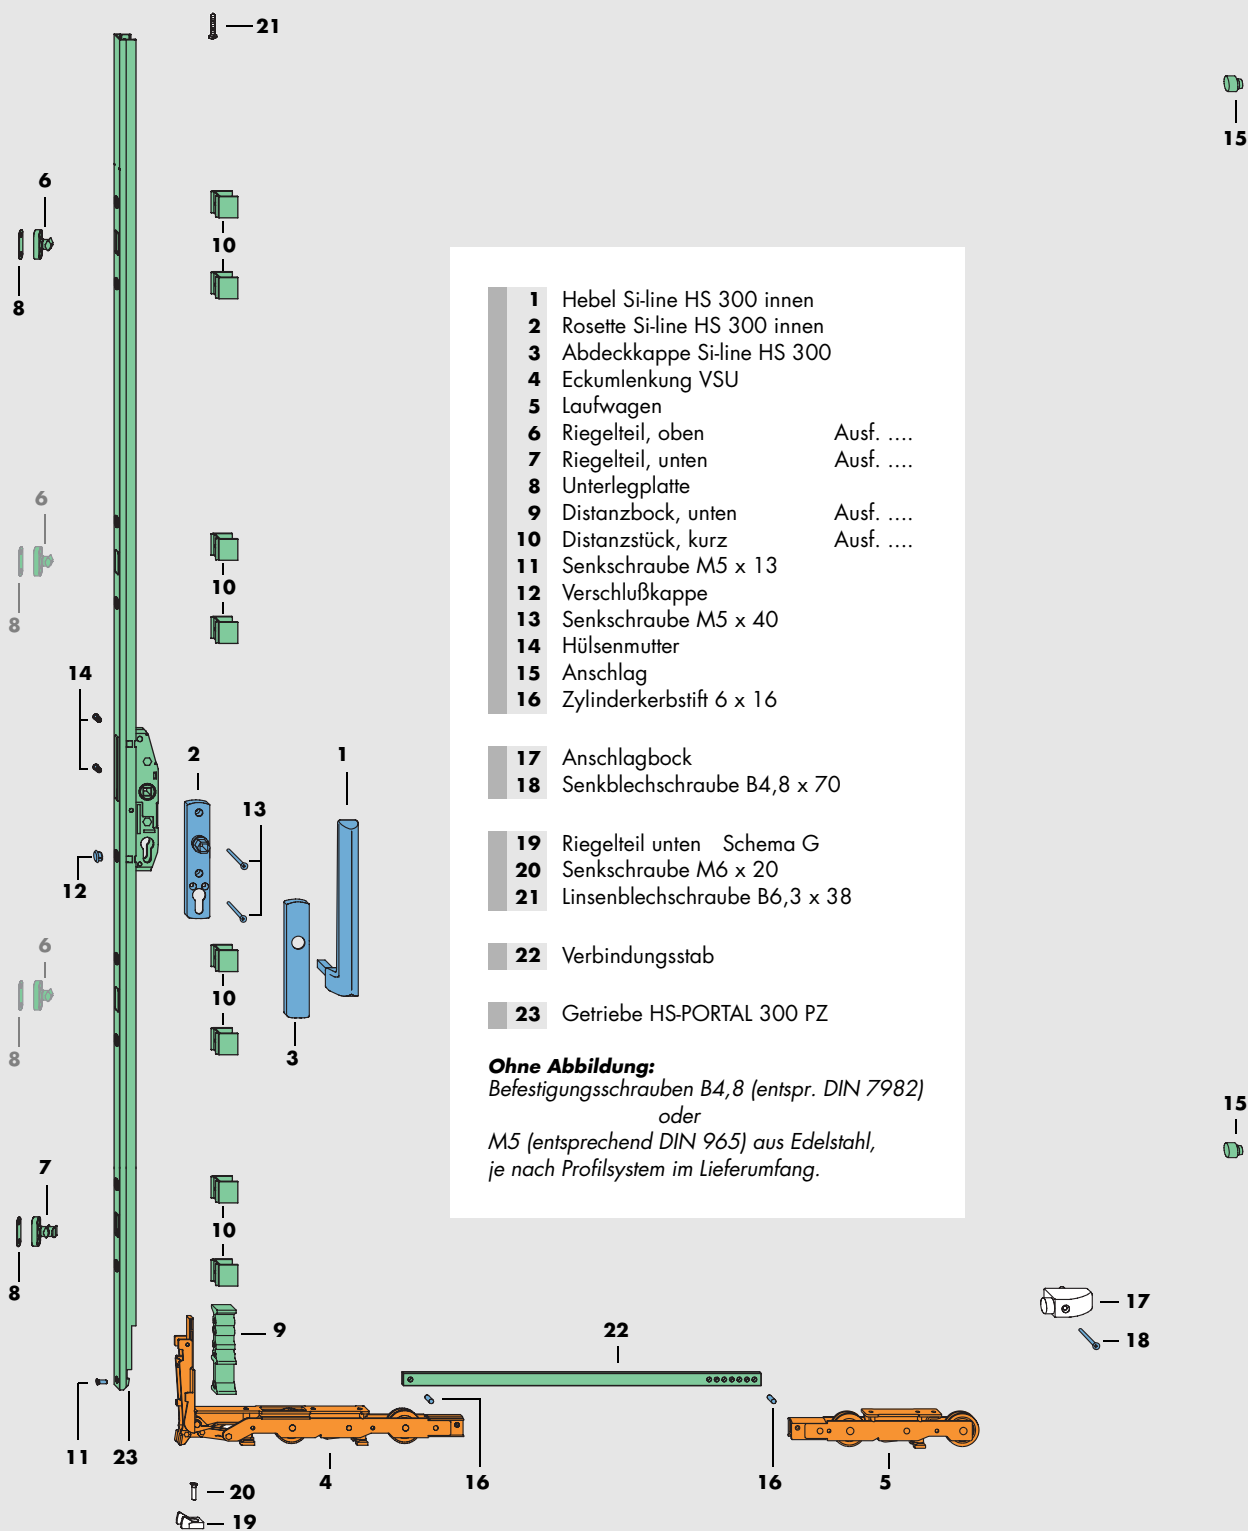 21
15
6
10
8
1 Hebel Si-line HS 300 innen
2 Rosette Si-line HS 300 innen
3 Abdeckkappe Si-line HS 300
4 Eckumlenkung VSU
5 Laufwagen
6 Riegelteil, oben Ausf. ....
7 Riegelteil, unten Ausf. ....
8 Unterlegplatte
9 Distanzbock, unten Ausf. ....
10 Distanzstück, kurz Ausf. ....
11 Senkschraube M5 x 13
12 Verschlußkappe
13 Senkschraube M5 x 40
14 Hülsenmutter
15 Anschlag
16 Zylinderkerbstift 6 x 16
17 Anschlagbock
18 Senkblechschraube B4,8 x 70
19 Riegelteil unten Schema G
20 Senkschraube M6 x 20
21 Linsenblechschraube B6,3 x 38
22 Verbindungsstab
23 Getriebe HS-PORTAL 300 PZ
Ohne Abbildung:
Befestigungsschrauben B4,8 (entspr. DIN 7982)
oder
M5 (entsprechend DIN 965) aus Edelstahl,
je nach Profilsystem im Lieferumfang.
6
10
8
14
2
1
13
12
6
10
8
3
15
7
10
8
17
9
22
18
11
23
4
16
16
5
20
19